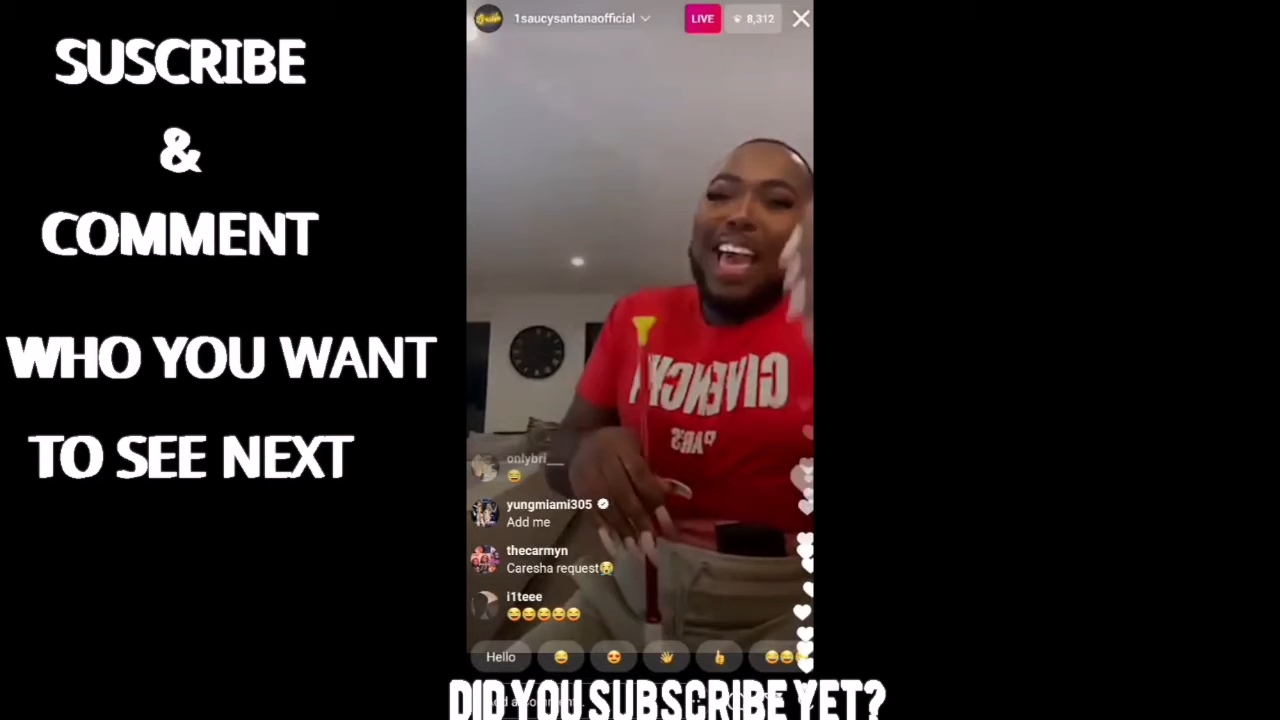 SUSCRIBE
&
COMMENT
WHO YOU WANT
TO SEE NEXT
1saucysantanaofficial
LIVE
8,312
GIVENCHY
PARIS
onlybri___
😂
yungmiami305
Add me
thecarmyn
Caresha request😭
i1teee
😂😂😂😂😂
Hello
DID YOU SUBSCRIBE YET?